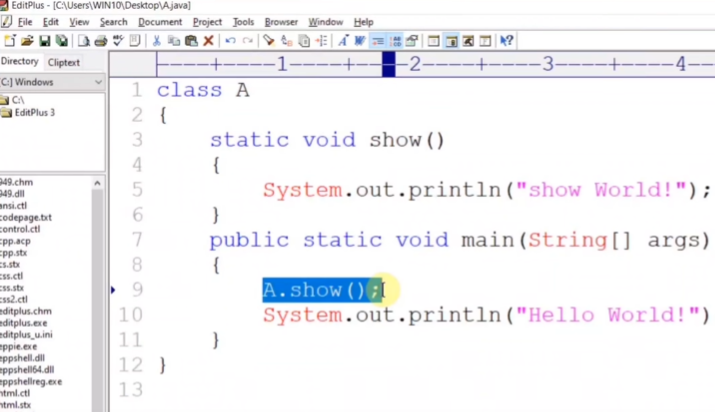 EditPlus - [C:\Users\WIN10\Desktop\A.java]
File Edit View Search Document Project Tools Browser Window Help
Directory Cliptext
----+----1----+----2----+----3----+----4
[C:] Windows
C:\
EditPlus 3
949.chm
949.dll
ansi.ctl
codepage.txt
control.ctl
cpp.acp
cpp.stx
cs.stx
css.ctl
css.stx
css2.ctl
editplus.chm
editplus.exe
editplus_u.ini
eppie.exe
eppshell.dll
eppshell64.dll
eppshellreg.exe
html.ctl
html.stx
1 class A
2 {
3 static void show()
4 {
5 System.out.println("show World!");
6 }
7 public static void main(String[] args)
8 {
9 A.show();
10 System.out.println("Hello World!")
11 }
12 }
13